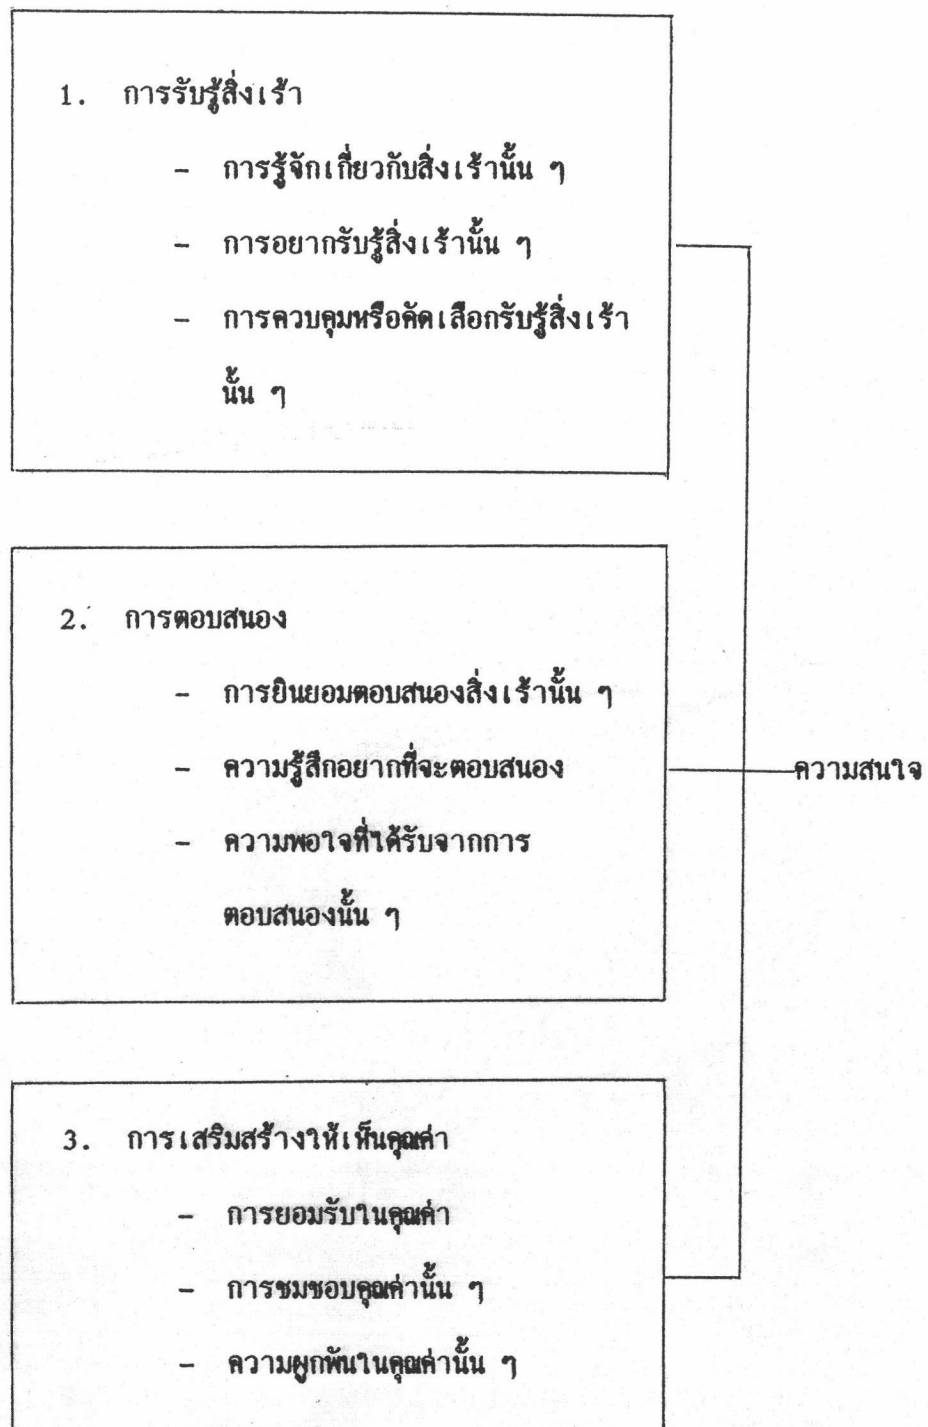 1. การรับรู้สิ่งเร้า
- การรู้จักเกี่ยวกับสิ่งเร้านั้น ๆ
- การอยากรับรู้สิ่งเร้านั้น ๆ
- การควบคุมหรือคัดเลือกรับรู้สิ่งเร้า
นั้น ๆ
2. การตอบสนอง
- การยินยอมตอบสนองสิ่งเร้านั้น ๆ
- ความรู้สึกอยากที่จะตอบสนอง
- ความพอใจที่ได้รับจากการ
ตอบสนองนั้น ๆ
ความสนใจ
3. การเสริมสร้างให้เห็นคุณค่า
- การยอมรับในคุณค่า
- การชมชอบคุณค่านั้น ๆ
- ความผูกพันในคุณค่านั้น ๆ